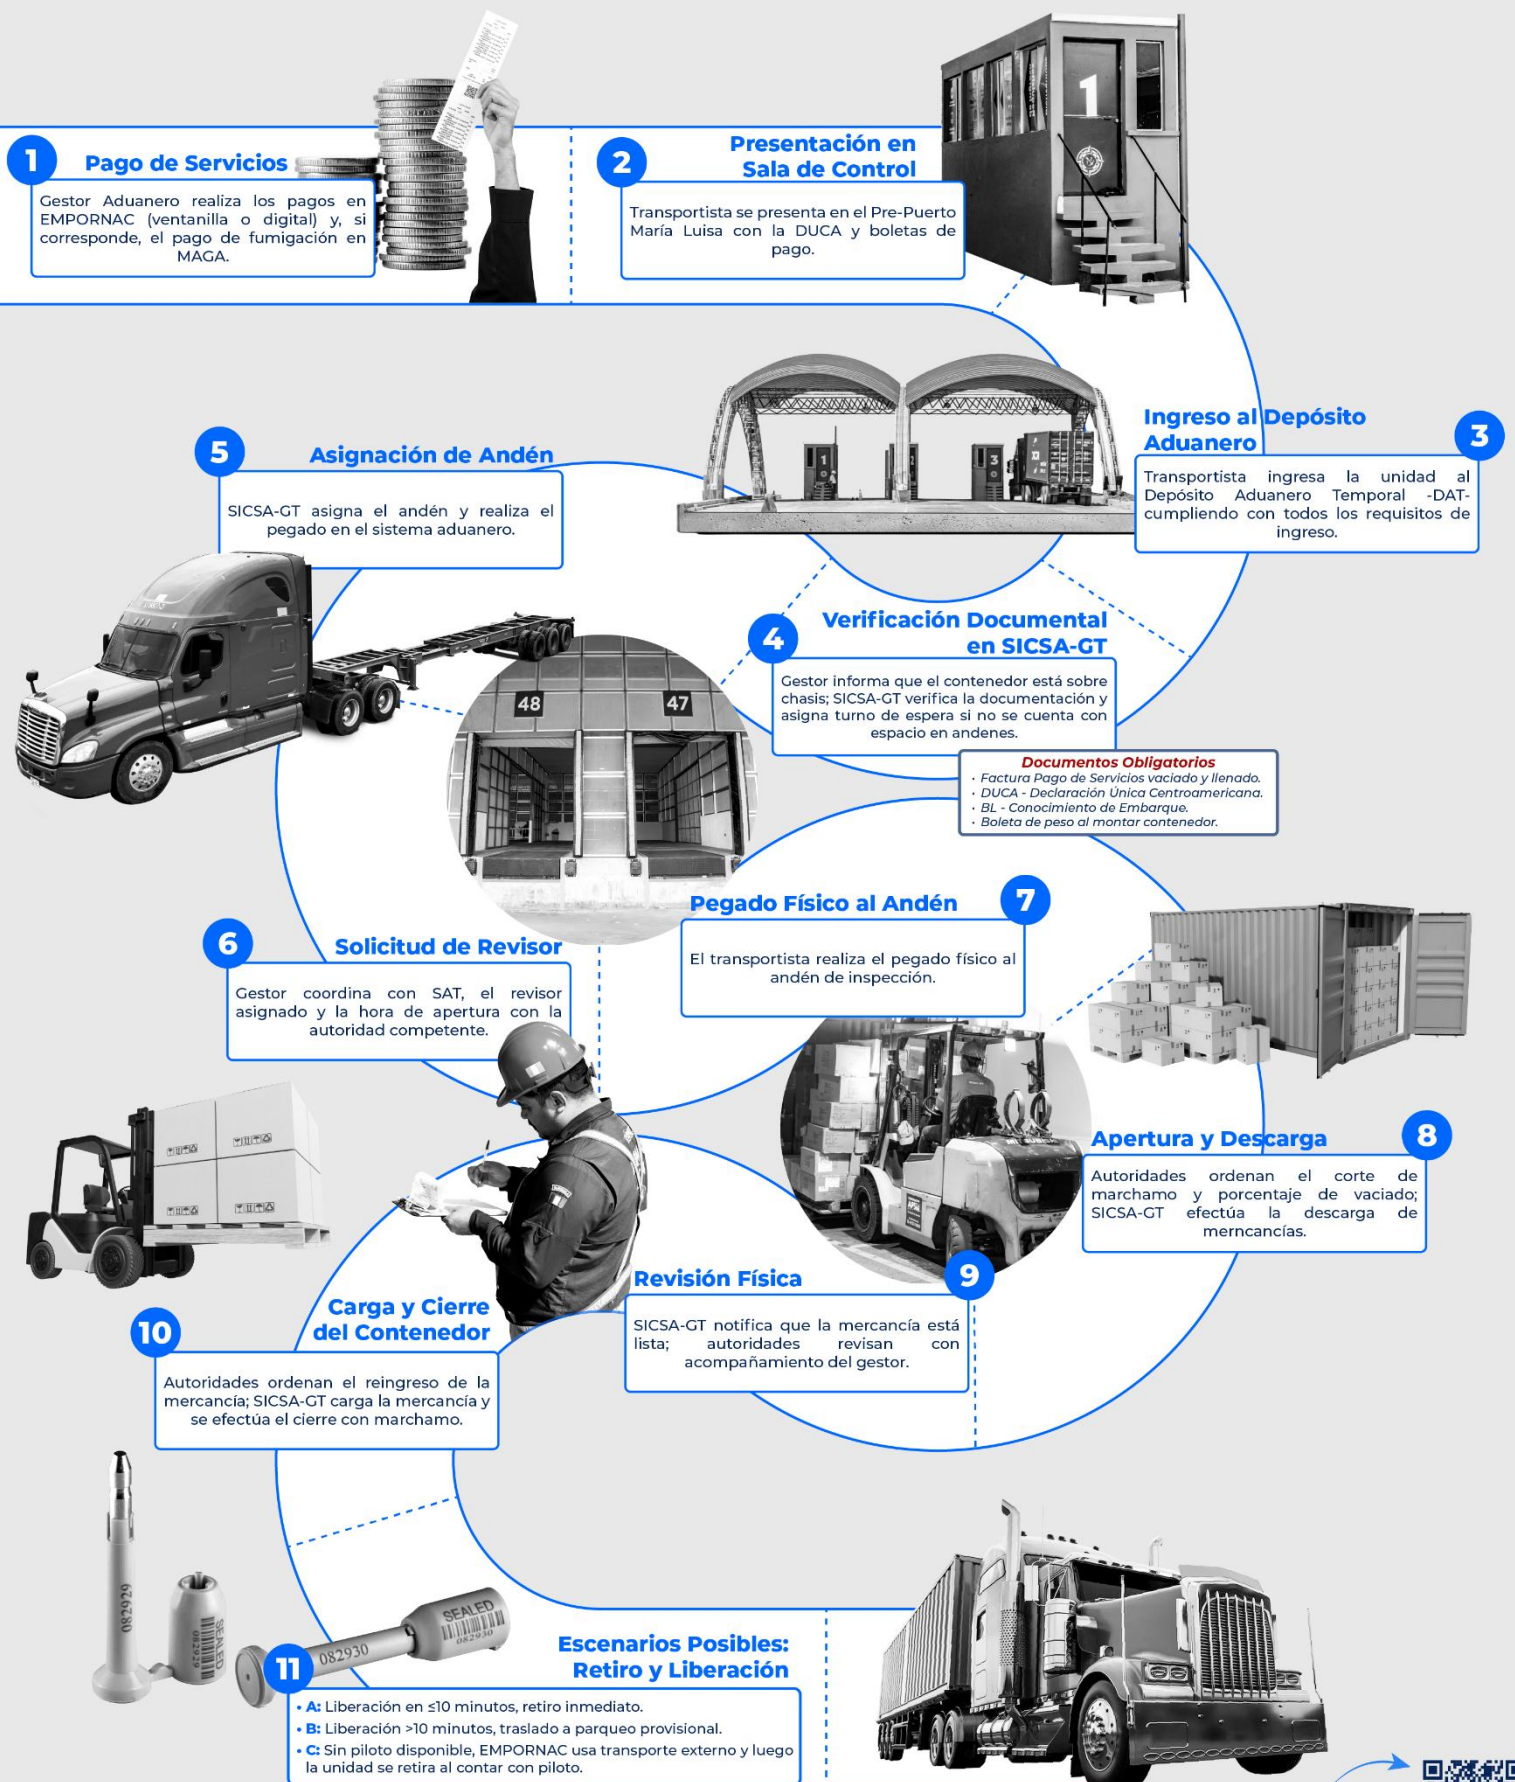 1
Pago de Servicios
Gestor Aduanero realiza los pagos en
EMPORNAC (ventanilla o digital) y, si
corresponde, el pago de fumigación en
MAGA.
2
Presentación en
Sala de Control
Transportista se presenta en el Pre-Puerto
María Luisa con la DUCA y boletas de
pago.
1
Ingreso al Depósito
Aduanero
3
Transportista ingresa la unidad al
Depósito Aduanero Temporal -DAT-
cumpliendo con todos los requisitos de
ingreso.
1
2
3
4
Verificación Documental
en SICSA-GT
Gestor informa que el contenedor está sobre
chasis; SICSA-GT verifica la documentación y
asigna turno de espera si no se cuenta con
espacio en andenes.
Documentos Obligatorios
· Factura Pago de Servicios vaciado y llenado.
· DUCA - Declaración Única Centroamericana.
· BL - Conocimiento de Embarque.
· Boleta de peso al montar contenedor.
5
Asignación de Andén
SICSA-GT asigna el andén y realiza el
pegado en el sistema aduanero.
48
47
6
Solicitud de Revisor
Gestor coordina con SAT, el revisor
asignado y la hora de apertura con la
autoridad competente.
Pegado Físico al Andén
7
El transportista realiza el pegado físico al
andén de inspección.
Apertura y Descarga
8
Autoridades ordenan el corte de
marchamo y porcentaje de vaciado;
SICSA-GT efectúa la descarga de
merncancías.
Revisión Física
9
SICSA-GT notifica que la mercancía está
lista; autoridades revisan con
acompañamiento del gestor.
10
Carga y Cierre
del Contenedor
Autoridades ordenan el reingreso de la
mercancía; SICSA-GT carga la mercancía y
se efectúa el cierre con marchamo.
082929
SEALED
082929
082930
SEALED
082930
11
Escenarios Posibles:
Retiro y Liberación
• A: Liberación en ≤10 minutos, retiro inmediato.
• B: Liberación >10 minutos, traslado a parqueo provisional.
• C: Sin piloto disponible, EMPORNAC usa transporte externo y luego
la unidad se retira al contar con piloto.